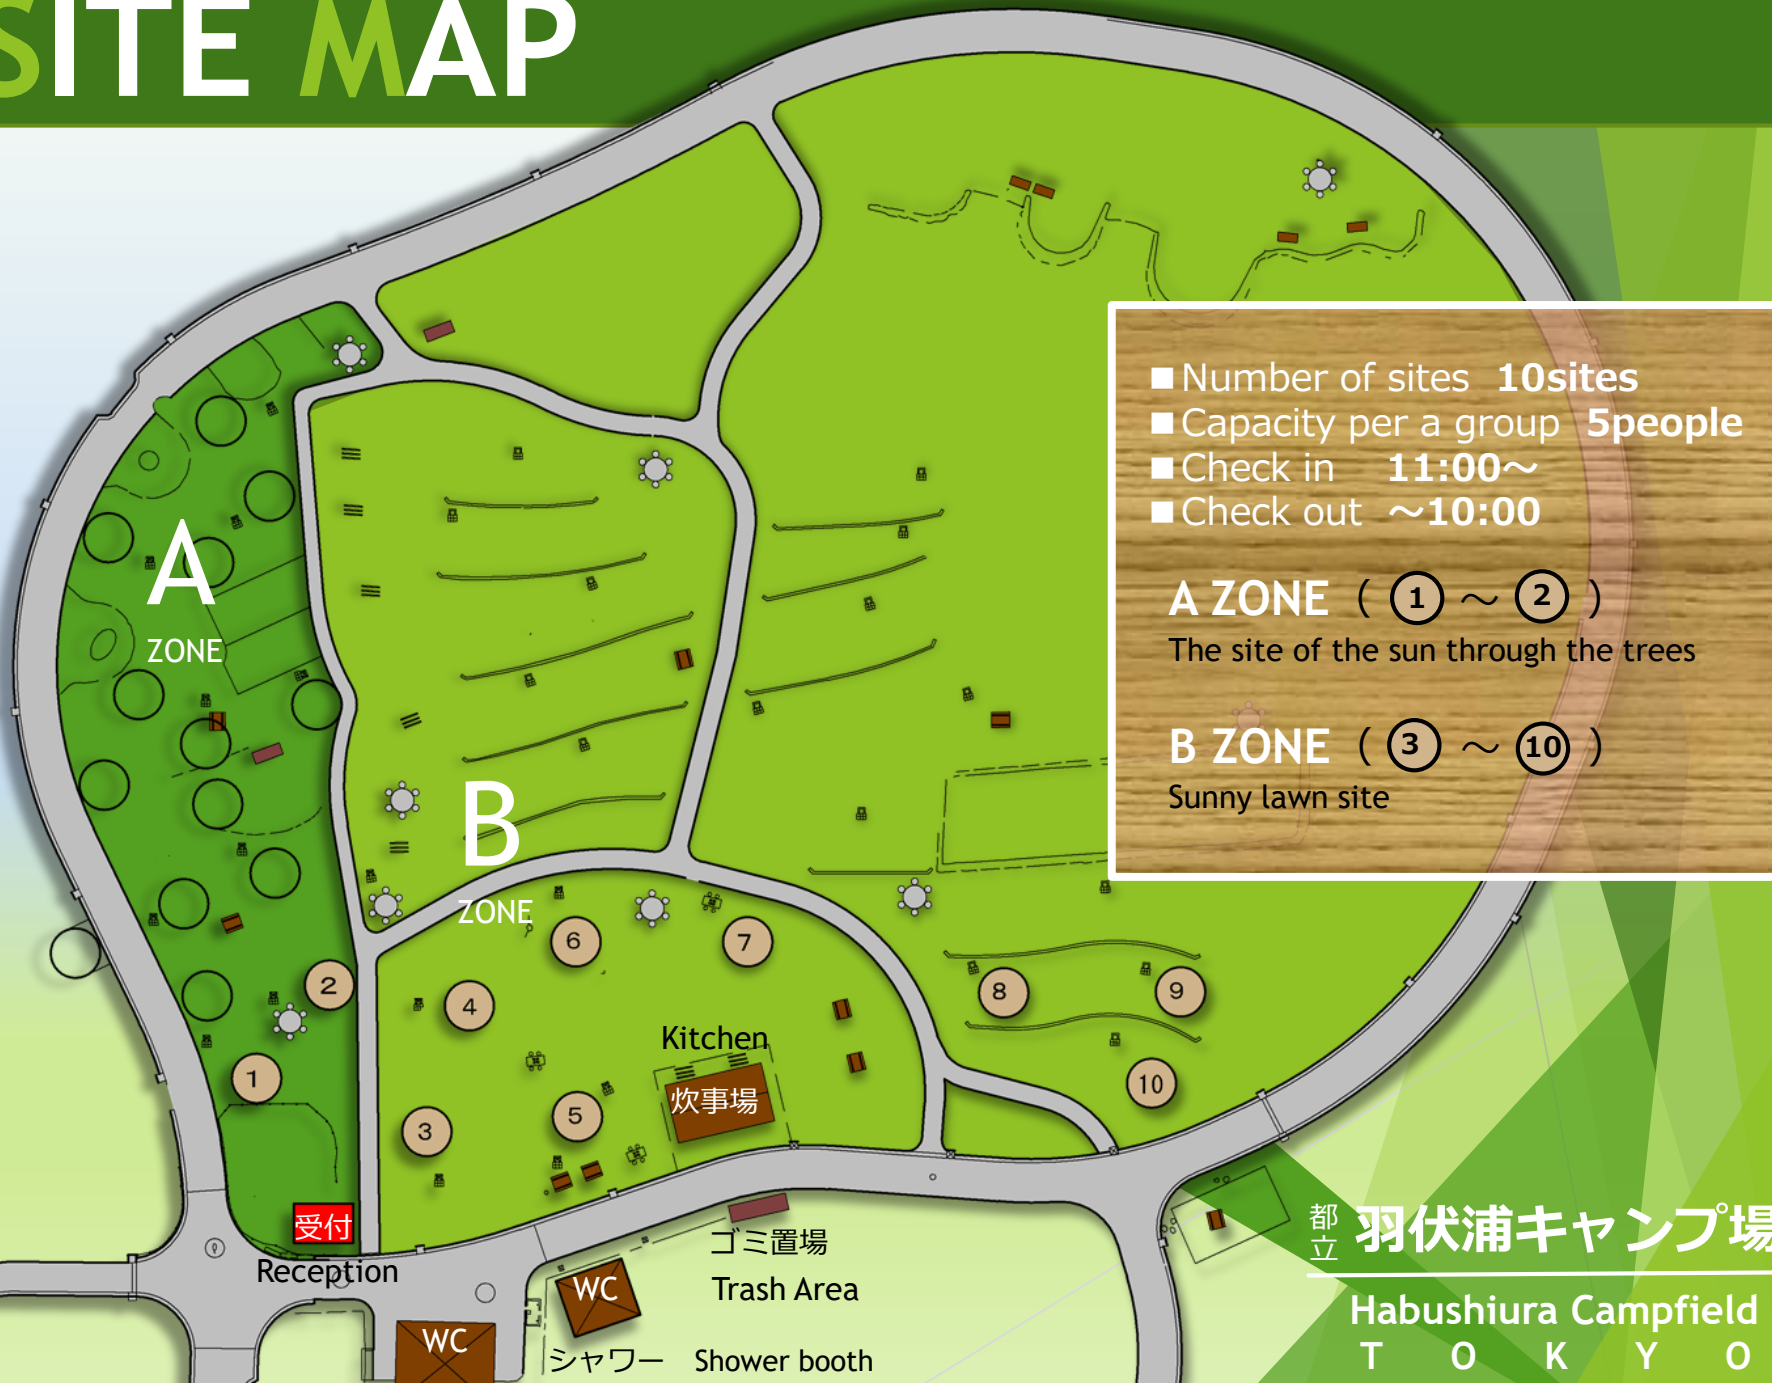 SITE MAP
■Number of sites 10sites
■Capacity per a group 5people
■Check in 11:00～
■Check out ～10:00
A ZONE ( 1 ～ 2 )
The site of the sun through the trees
B ZONE ( 3 ～ 10 )
Sunny lawn site
A
ZONE
B
ZONE
6
7
2
4
8
9
Kitchen
炊事場
1
10
3
5
受付
Reception
ゴミ置場
Trash Area
WC
WC
シャワー Shower booth
都立 羽伏浦キャンプ場
Habushiura Campfield
TOKYO